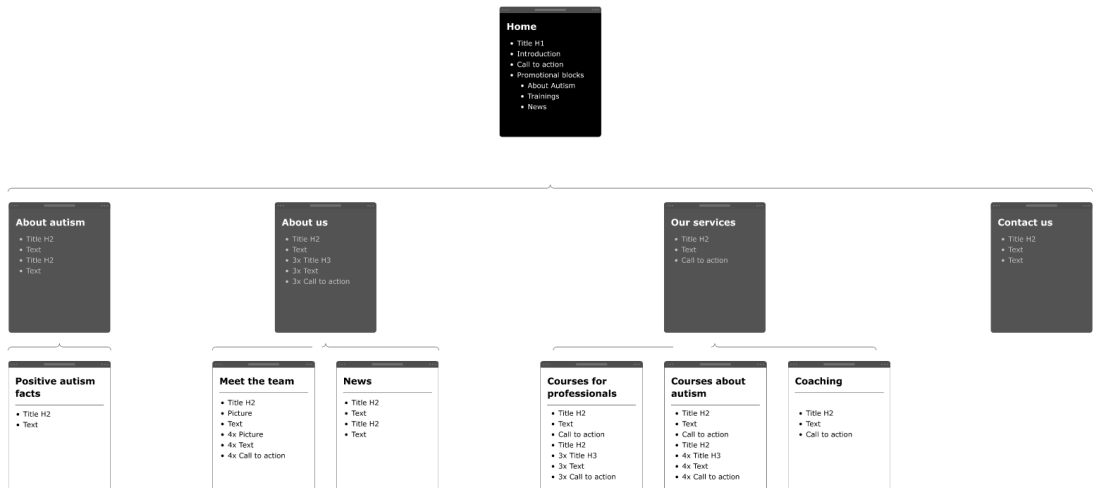 Home
• Title H1
• Introduction
• Call to action
• Promotional blocks
• About Autism
• Trainings
• News
About autism
• Title H2
• Text
• Title H2
• Text
About us
• Title H2
• Text
• 3x Title H3
• 3x Text
• 3x Call to action
Our services
• Title H2
• Text
• Call to action
Contact us
• Title H2
• Text
• Text
Positive autism
facts
• Title H2
• Text
Meet the team
• Title H2
• Picture
• Text
• 4x Picture
• 4x Text
• 4x Call to action
News
• Title H2
• Text
• Title H2
• Text
Courses for
professionals
• Title H2
• Text
• Call to action
• Title H2
• 3x Title H3
• 3x Text
• 3x Call to action
Courses about
autism
• Title H2
• Text
• Call to action
• Title H2
• 4x Title H3
• 4x Text
• 4x Call to action
Coaching
• Title H2
• Text
• Call to action